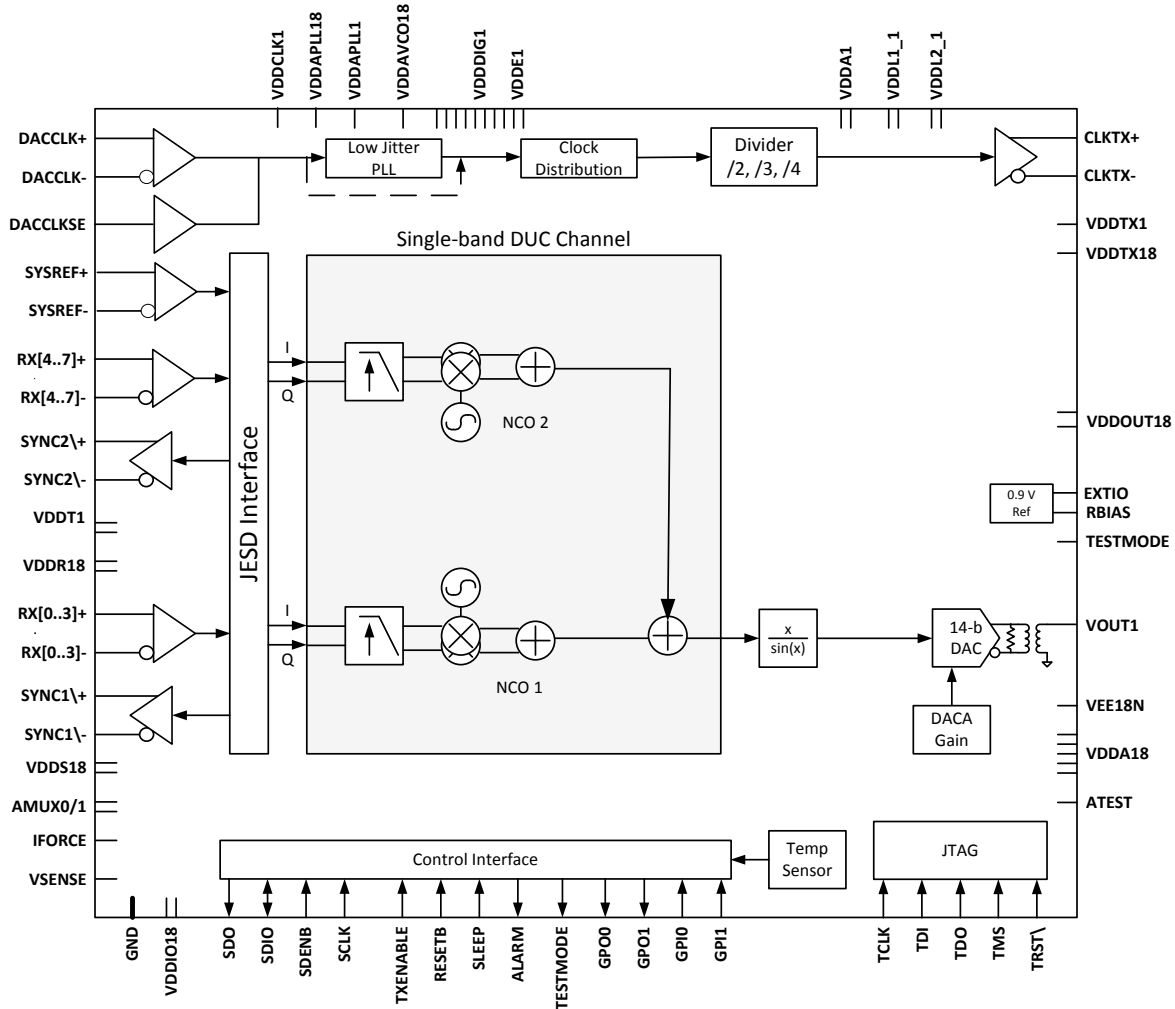 VDDCLK1
VDDAPLL18
VDDAPLL1
VDDAVCO18
VDDDIG1
VDDE1
VDDA1
VDDL1_1
VDDL2_1
DACCLK+
DACCLK-
DACCLKSE
Low Jitter
PLL
Clock
Distribution
Divider
/2, /3, /4
CLKTX+
CLKTX-
VDDTX1
VDDTX18
Single-band DUC Channel
SYSREF+
SYSREF-
RX[4..7]+
RX[4..7]-
SYNC2\+
SYNC2\-
VDDT1
VDDR18
RX[0..3]+
RX[0..3]-
SYNC1\+
SYNC1\-
VDDS18
AMUX0/1
IFORCE
VSENSE
JESD Interface
I
Q
NCO 2
I
Q
NCO 1
x
sin(x)
14-b
DAC
DACA
Gain
VDDOUT18
0.9 V
Ref
EXTIO
RBIAS
TESTMODE
VOUT1
VEE18N
VDDA18
ATEST
Control Interface
Temp
Sensor
JTAG
GND
VDDIO18
SDO
SDIO
SDENB
SCLK
TXENABLE
RESETB
SLEEP
ALARM
TESTMODE
GPO0
GPO1
GPI0
GPI1
TCLK
TDI
TDO
TMS
TRST\